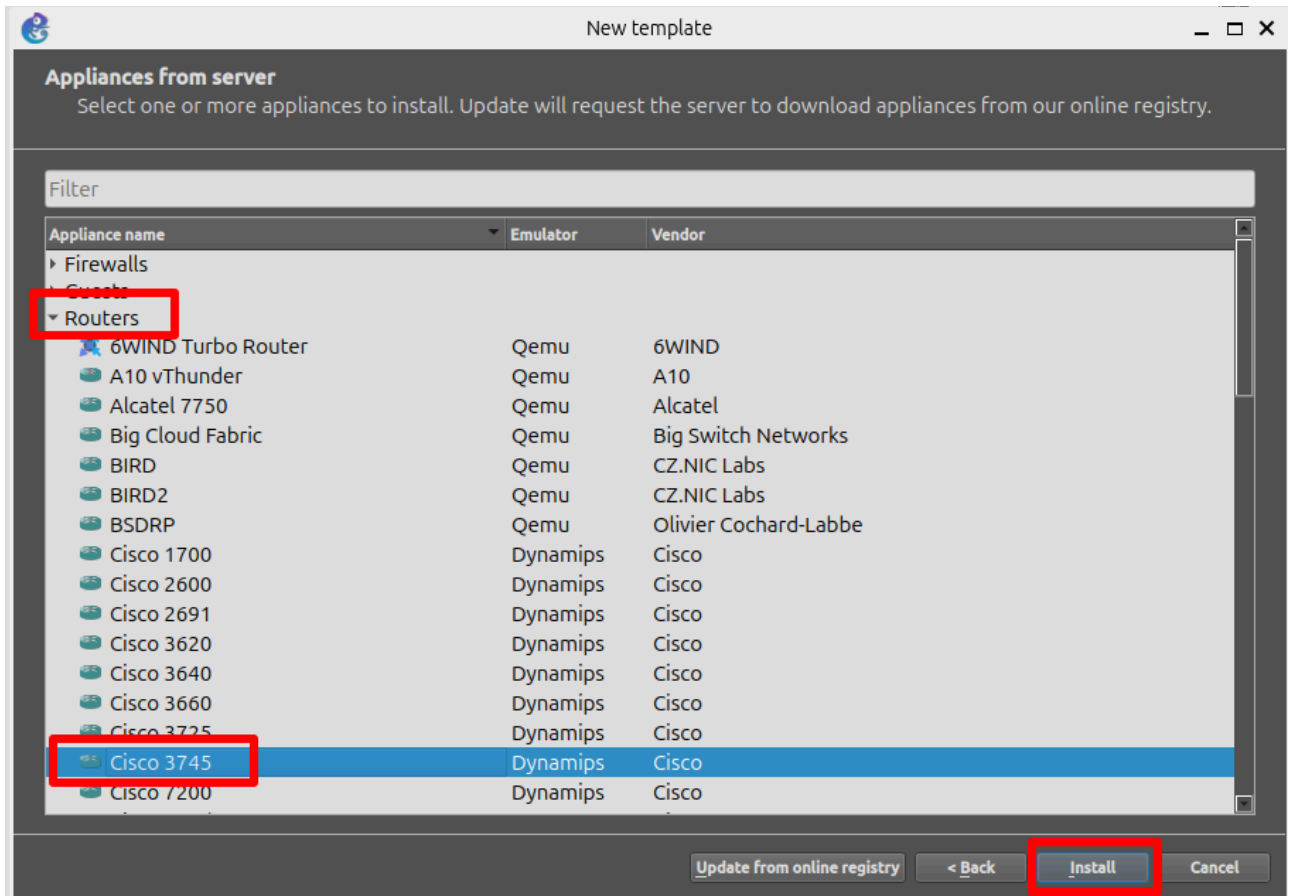 New template
Appliances from server
Select one or more appliances to install. Update will request the server to download appliances from our online registry.
Filter
Appliance name Emulator Vendor
Firewalls
Guests
Routers
6WIND Turbo Router Qemu 6WIND
A10 vThunder Qemu A10
Alcatel 7750 Qemu Alcatel
Big Cloud Fabric Qemu Big Switch Networks
BIRD Qemu CZ.NIC Labs
BIRD2 Qemu CZ.NIC Labs
BSDRP Qemu Olivier Cochard-Labbe
Cisco 1700 Dynamips Cisco
Cisco 2600 Dynamips Cisco
Cisco 2691 Dynamips Cisco
Cisco 3620 Dynamips Cisco
Cisco 3640 Dynamips Cisco
Cisco 3660 Dynamips Cisco
Cisco 3725 Dynamips Cisco
Cisco 3745 Dynamips Cisco
Cisco 7200 Dynamips Cisco
Update from online registry < Back Install Cancel